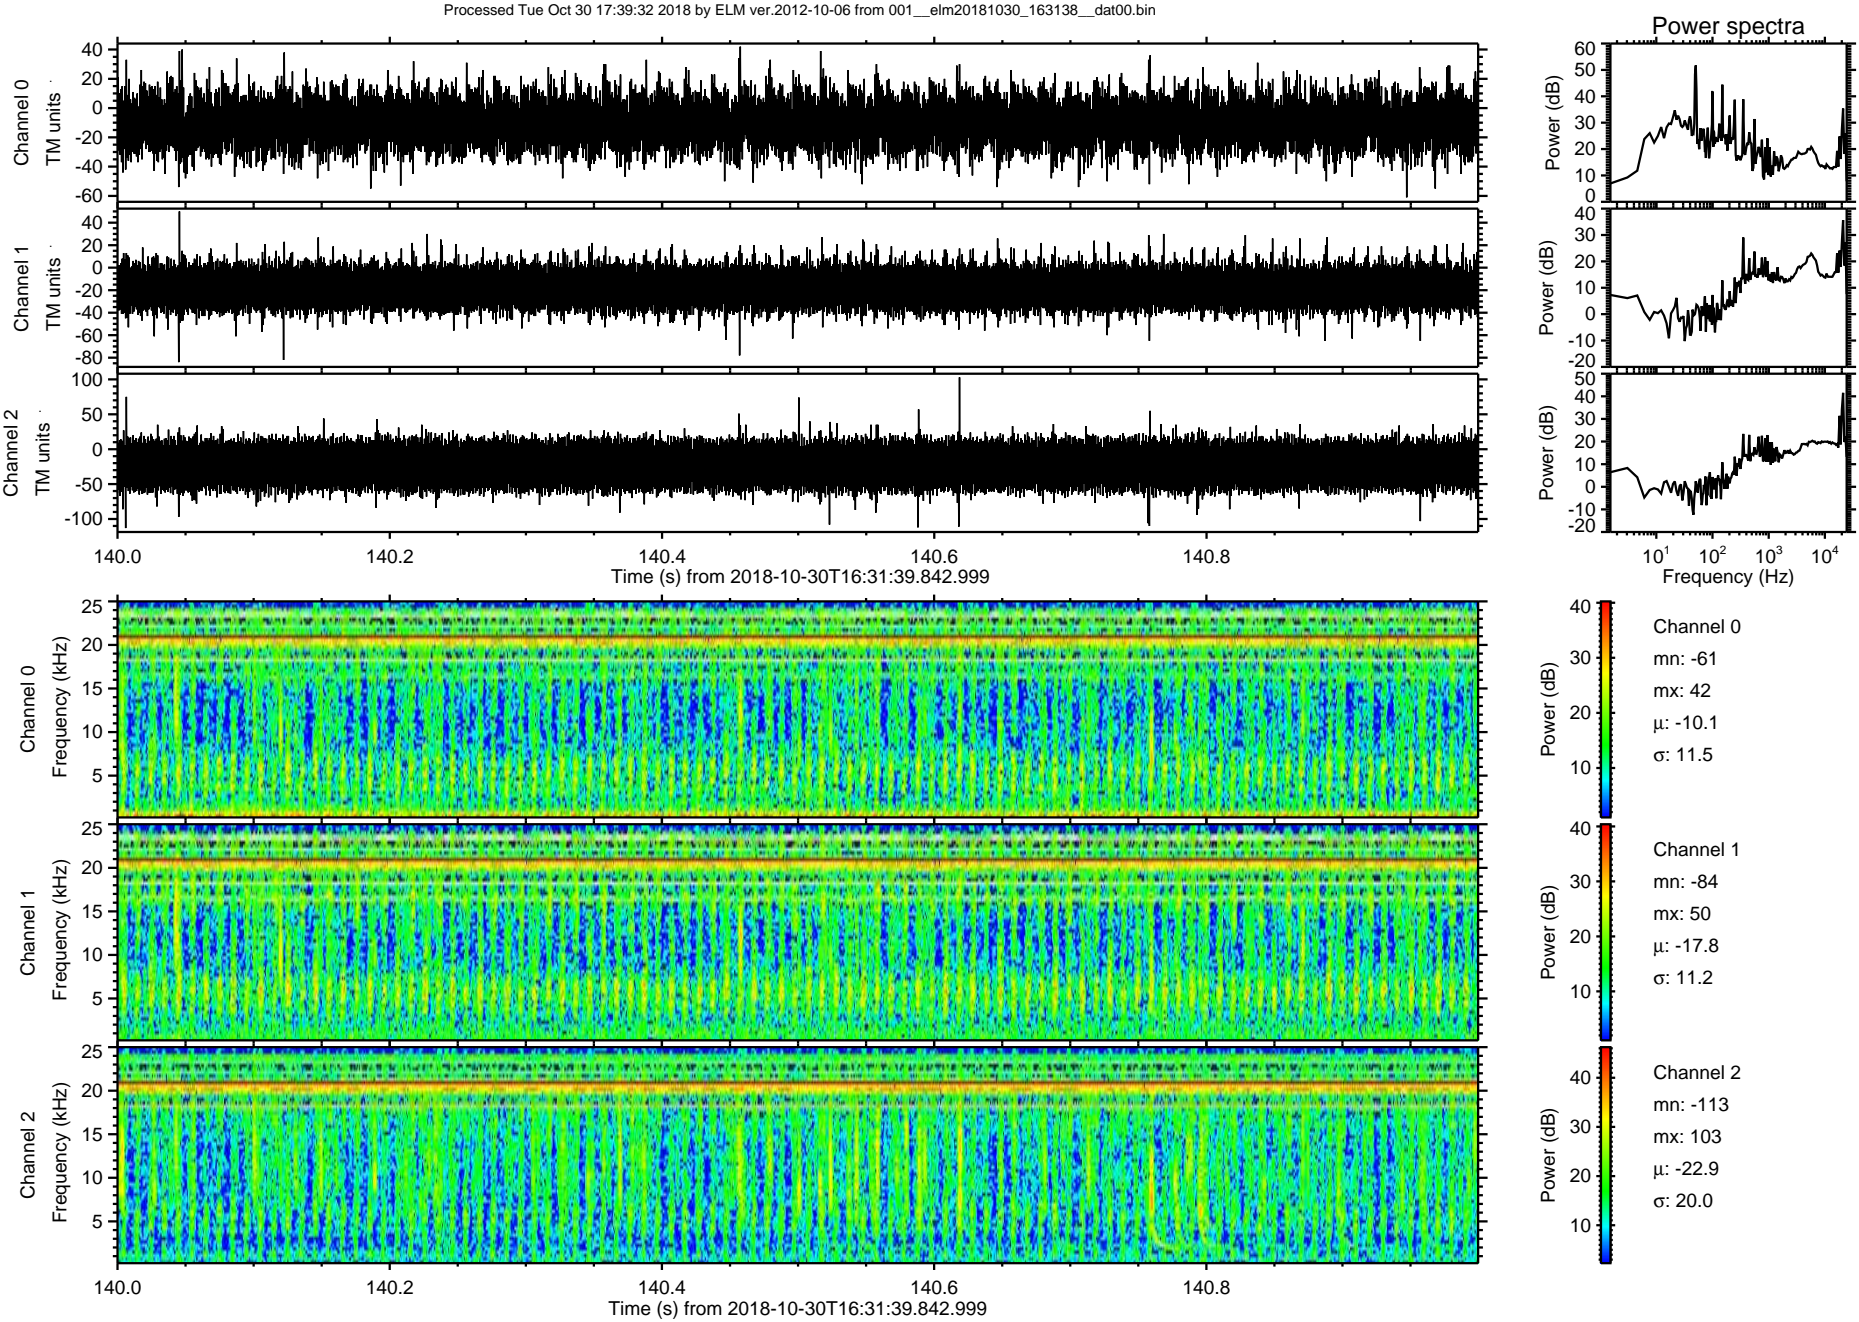 Processed Tue Oct 30 17:39:32 2018 by ELM ver.2012-10-06 from 001__elm20181030_163138__dat00.bin
Power spectra
Channel 0
TM units
40
20
0
-20
-40
-60
Power (dB)
60
50
40
30
20
10
0
Channel 1
TM units
40
20
0
-20
-40
-60
-80
Power (dB)
40
30
20
10
0
-10
-20
Channel 2
TM units
100
50
0
-50
-100
Power (dB)
50
40
30
20
10
0
-10
-20
140.0 140.2 140.4 140.6 140.8
Time (s) from 2018-10-30T16:31:39.842.999
10^1 10^2 10^3 10^4
Frequency (Hz)
Channel 0
Frequency (kHz)
25
20
15
10
5
Power (dB)
40
30
20
10
Channel 0
mn: -61
mx: 42
µ: -10.1
σ: 11.5
Channel 1
Frequency (kHz)
25
20
15
10
5
Power (dB)
40
30
20
10
Channel 1
mn: -84
mx: 50
µ: -17.8
σ: 11.2
Channel 2
Frequency (kHz)
25
20
15
10
5
Power (dB)
40
30
20
10
Channel 2
mn: -113
mx: 103
µ: -22.9
σ: 20.0
140.0 140.2 140.4 140.6 140.8
Time (s) from 2018-10-30T16:31:39.842.999